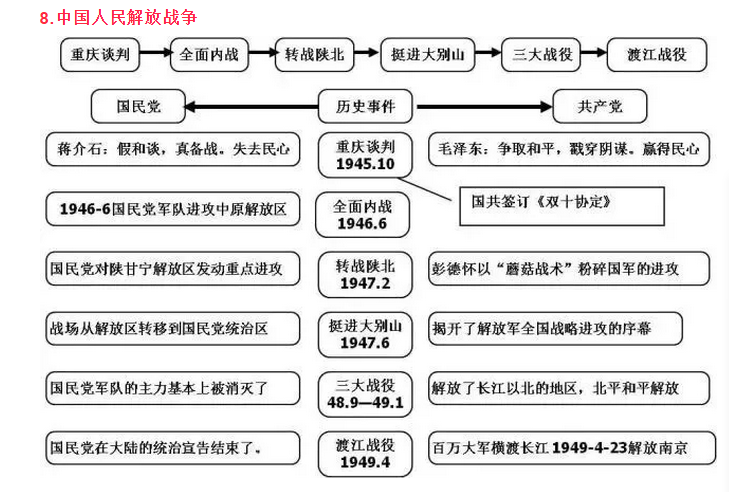 8.中国人民解放战争
重庆谈判 全面内战 转战陕北 挺进大别山 三大战役 渡江战役
国民党 历史事件 共产党
蒋介石：假和谈，真备战。失去民心
重庆谈判
1945.10
毛泽东：争取和平，戳穿阴谋。赢得民心
国共签订《双十协定》
1946-6国民党军队进攻中原解放区
全面内战
1946.6
国民党对陕甘宁解放区发动重点进攻
转战陕北
1947.2
彭德怀以“蘑菇战术”粉碎国军的进攻
战场从解放区转移到国民党统治区
挺进大别山
1947.6
揭开了解放军全国战略进攻的序幕
国民党军队的主力基本上被消灭了
三大战役
48.9—49.1
解放了长江以北的地区，北平和平解放
国民党在大陆的统治宣告结束了。
渡江战役
1949.4
百万大军横渡长江1949-4-23解放南京